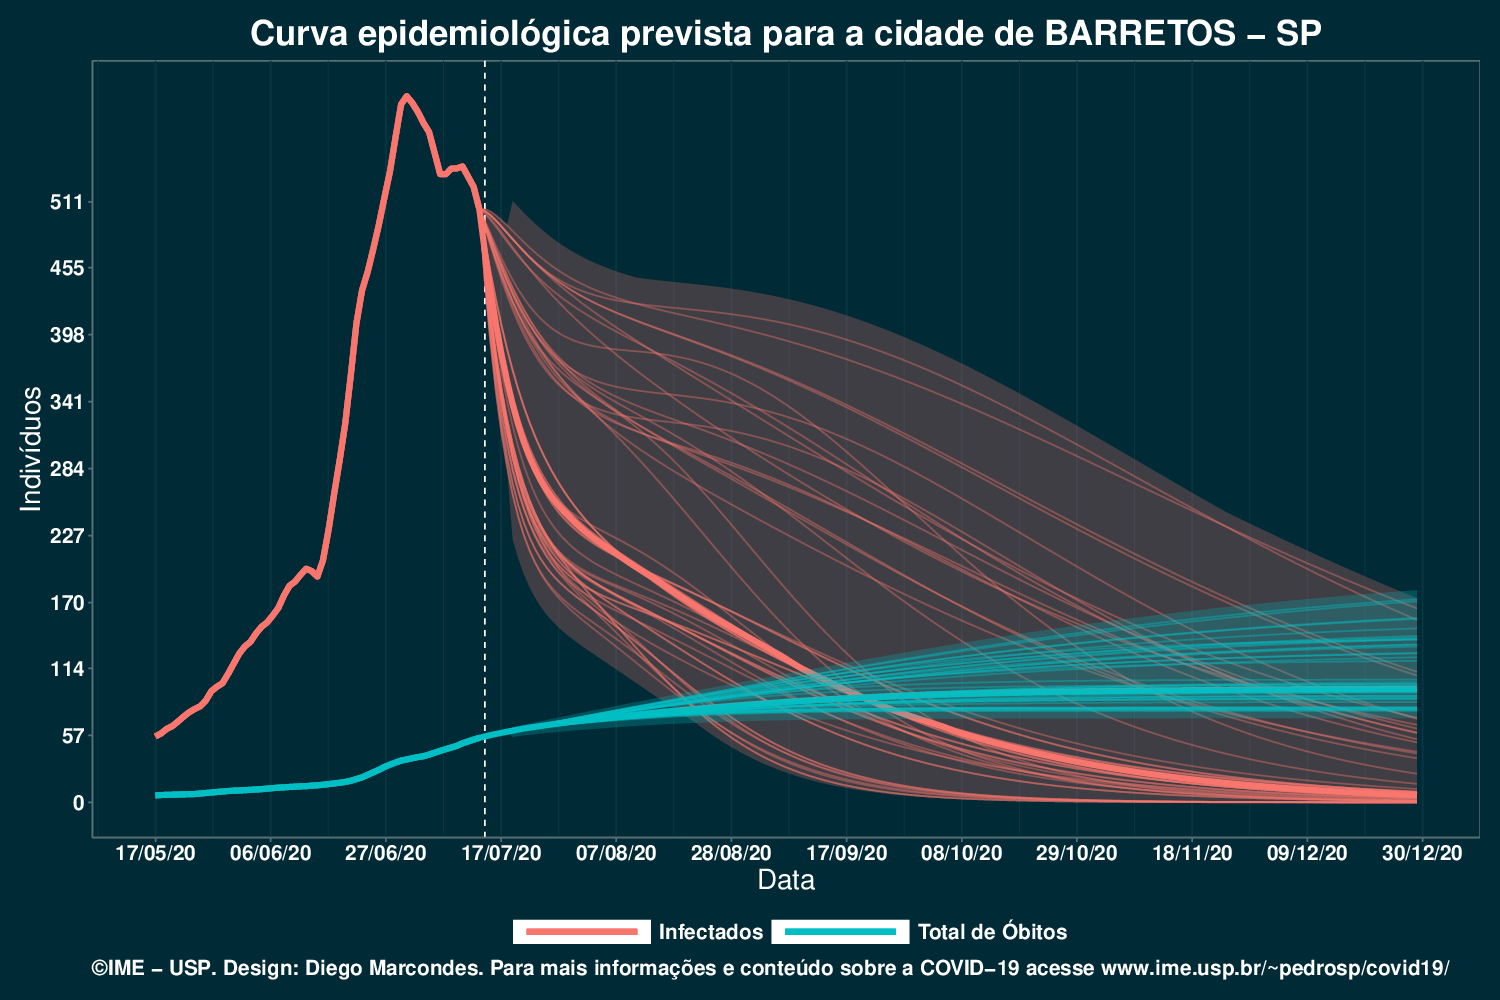 Curva epidemiológica prevista para a cidade de BARRETOS – SP
Indivíduos
511
455
398
341
284
227
170
114
57
0
17/05/20 06/06/20 27/06/20 17/07/20 07/08/20 28/08/20 17/09/20 08/10/20 29/10/20 18/11/20 09/12/20 30/12/20
Data
Infectados Total de Óbitos
©IME – USP. Design: Diego Marcondes. Para mais informações e conteúdo sobre a COVID–19 acesse www.ime.usp.br/~pedrosp/covid19/